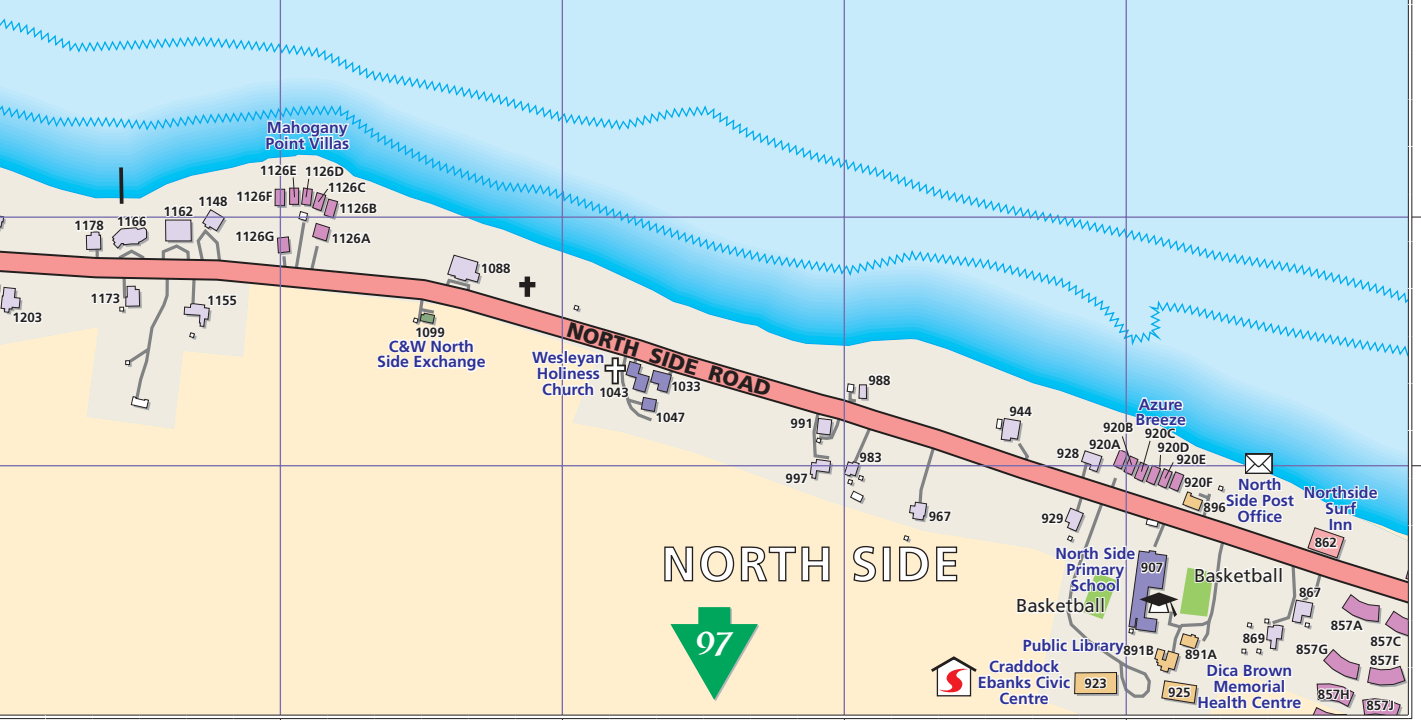 Mahogany
Point Villas
1126E
1126D
1126C
1126F
1126B
1126G
1126A
1148
1162
1166
1178
1173
1155
1203
1088
1099
C&W North
Side Exchange
NORTH SIDE ROAD
Wesleyan
Holiness
Church
1043
1033
1047
988
991
983
997
967
944
Azure
Breeze
920B
920C
920A
920D
920E
920F
928
929
896
North
Side Post
Office
Northside
Surf
Inn
862
NORTH SIDE
97
North Side
Primary
School
907
Basketball
Basketball
867
869
857A
857C
857G
857F
857H
857J
Public Library
891B
891A
Craddock
Ebanks Civic
Centre
923
925
Dica Brown
Memorial
Health Centre